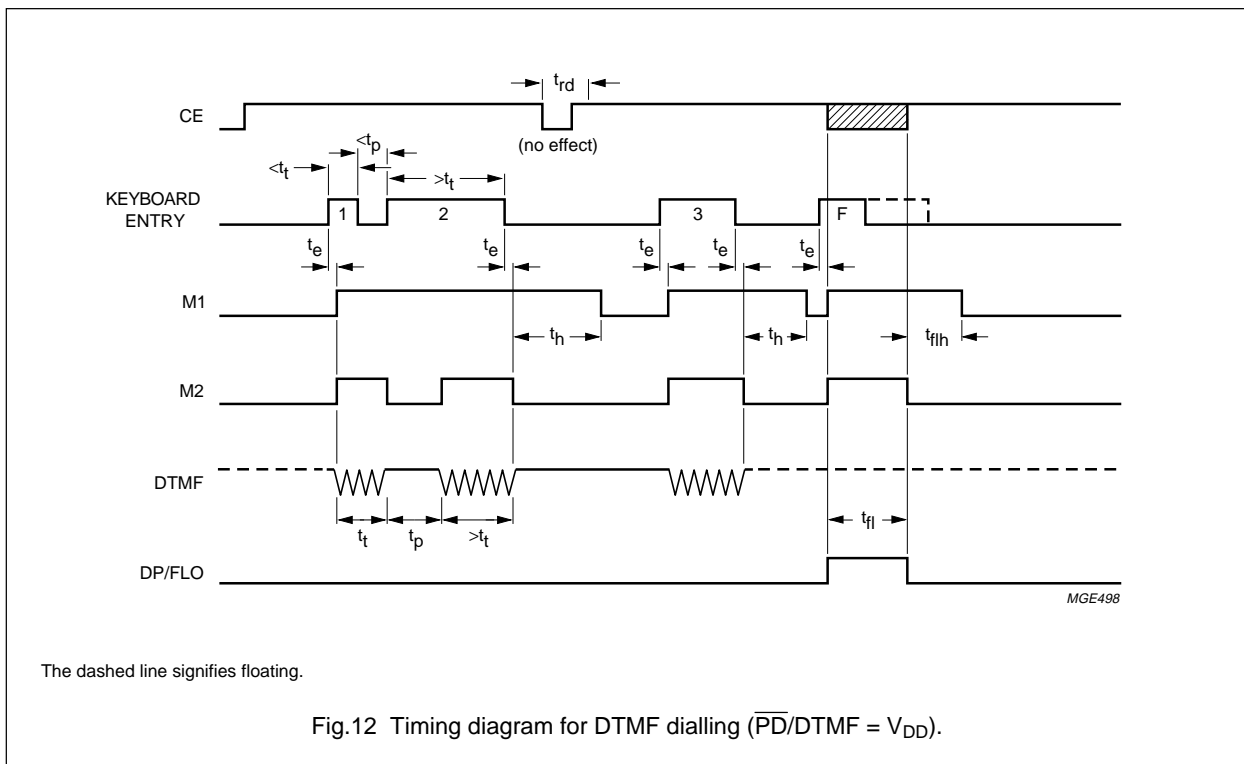 t_rd
CE
(no effect)
<t_p
<t_t
>t_t
KEYBOARD
ENTRY
1
2
3
F
t_e
t_e
t_e
t_e
t_e
M1
t_h
t_h
t_flh
M2
DTMF
t_t
t_p
>t_t
t_fl
DP/FLO
MGE498
The dashed line signifies floating.
Fig.12 Timing diagram for DTMF dialling (P̅D̅/DTMF = V_DD).